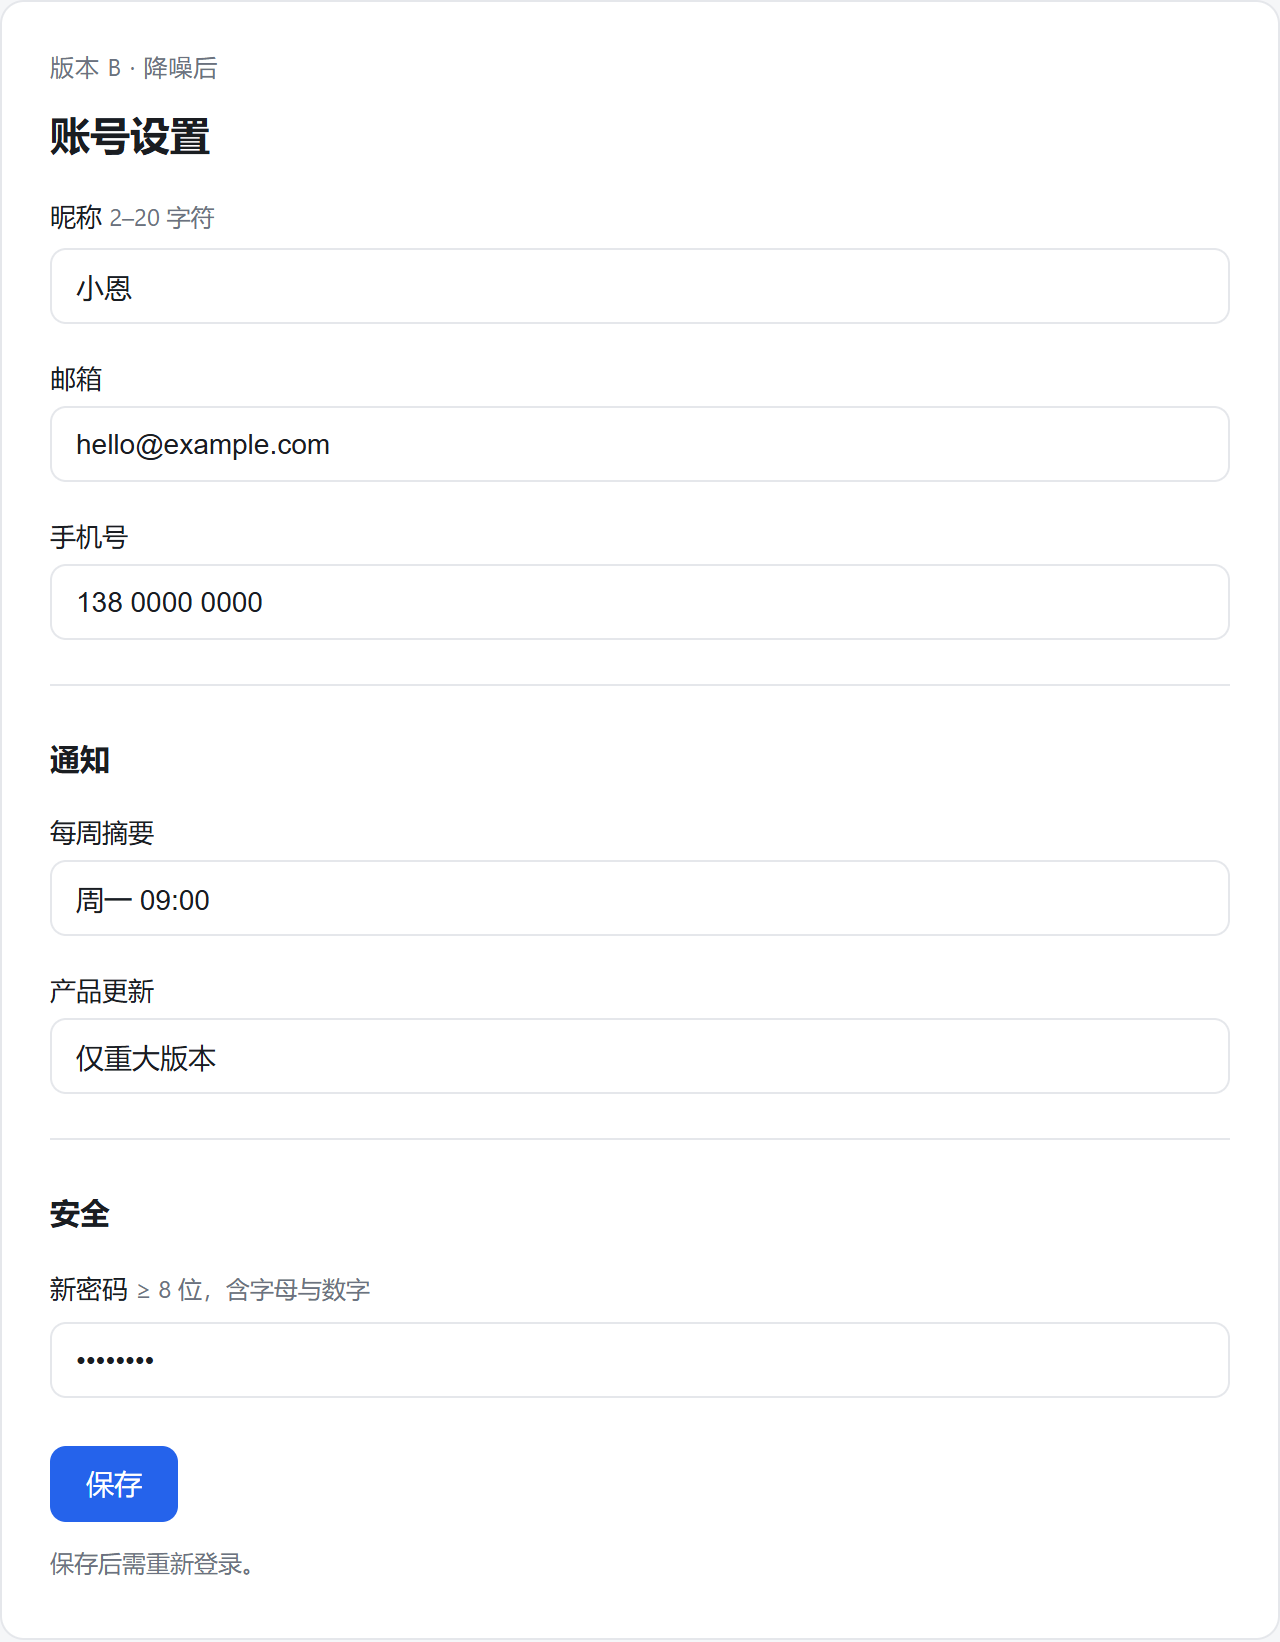 版本 B · 降噪后
账号设置
昵称 2–20 字符
小恩
邮箱
hello@example.com
手机号
138 0000 0000
通知
每周摘要
周一 09:00
产品更新
仅重大版本
安全
新密码 ≥ 8 位，含字母与数字
••••••••
保存
保存后需重新登录。